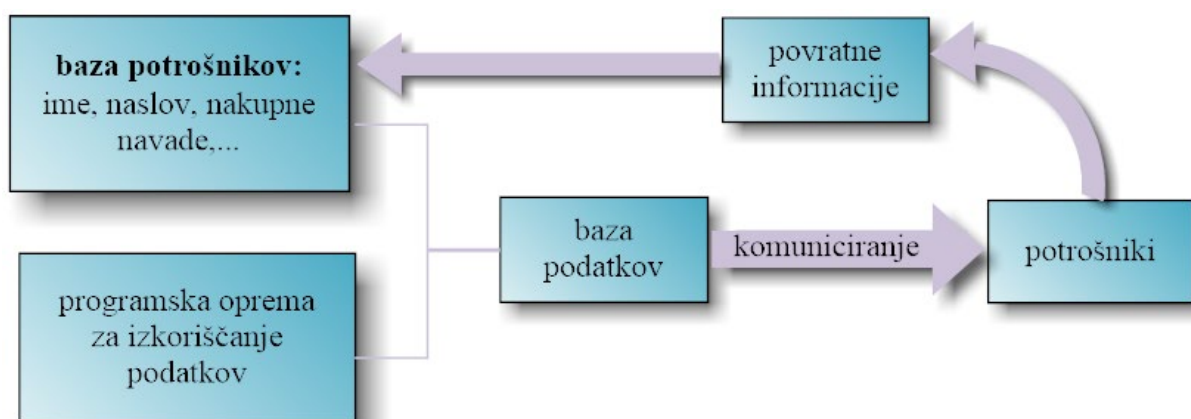 baza potrošnikov:
ime, naslov, nakupne
navade,...
povratne
informacije
baza
podatkov
komuniciranje
potrošniki
programska oprema
za izkoriščanje
podatkov